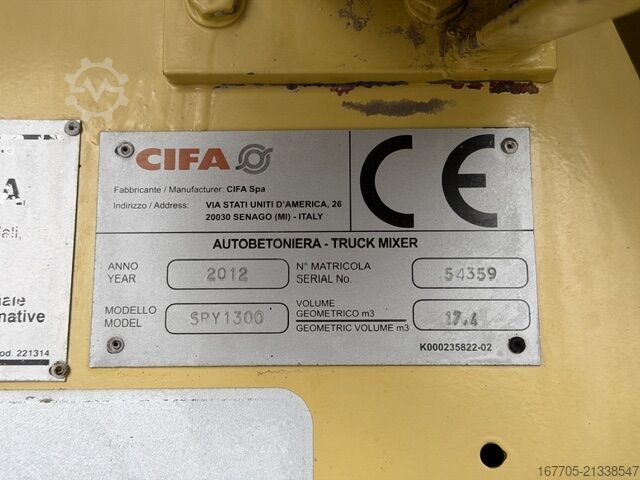 CIFA
Fabbricante / Manufacturer: CIFA Spa
Indirizzo / Address: VIA STATI UNITI D'AMERICA, 26
20030 SENAGO (MI) - ITALY
CE
AUTOBETONIERA - TRUCK MIXER
ANNO
YEAR
2012
N° MATRICOLA
SERIAL No.
54359
MODELLO
MODEL
SRY1300
VOLUME
GEOMETRICO m3
GEOMETRIC VOLUME m3
17.4
K000235822-02
A
ali,
nale
native
od. 221314
167705-21338547